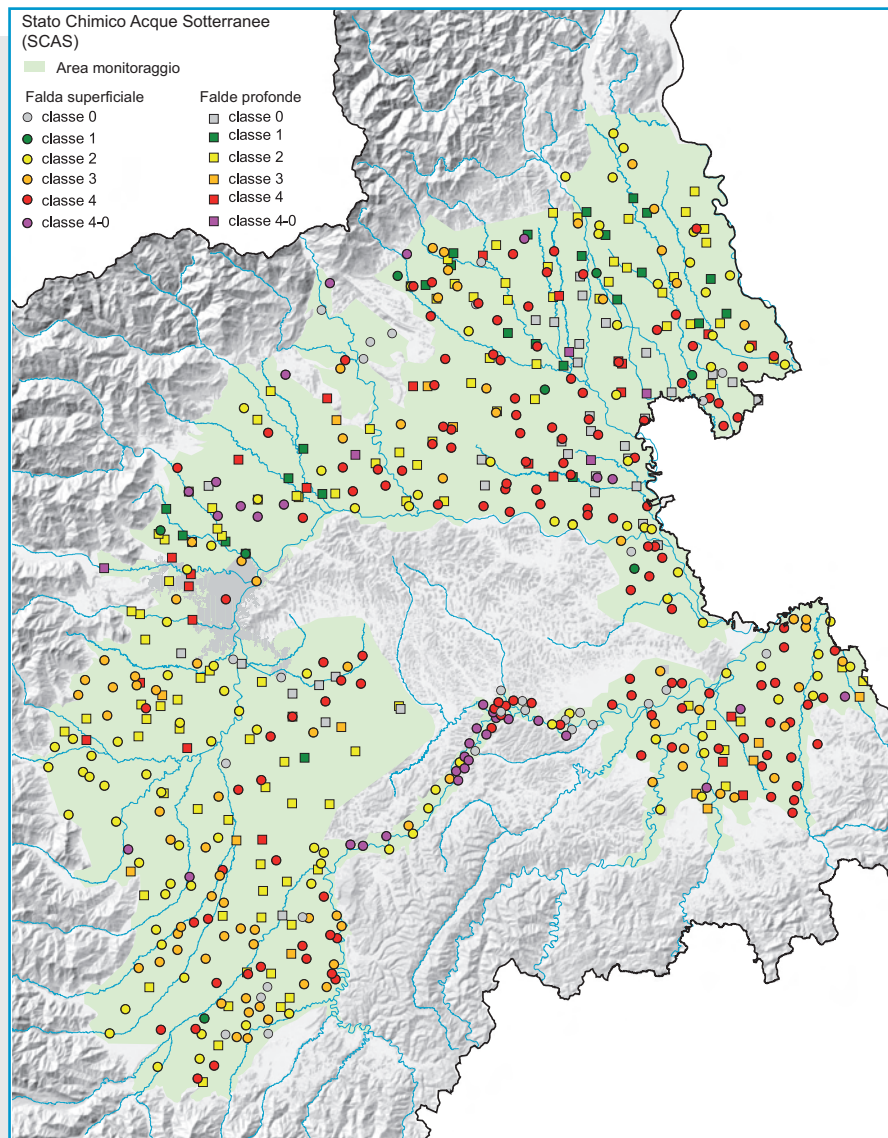 Stato Chimico Acque Sotterranee
(SCAS)
Area monitoraggio
Falda superficiale
classe 0
classe 1
classe 2
classe 3
classe 4
classe 4-0
Falde profonde
classe 0
classe 1
classe 2
classe 3
classe 4
classe 4-0